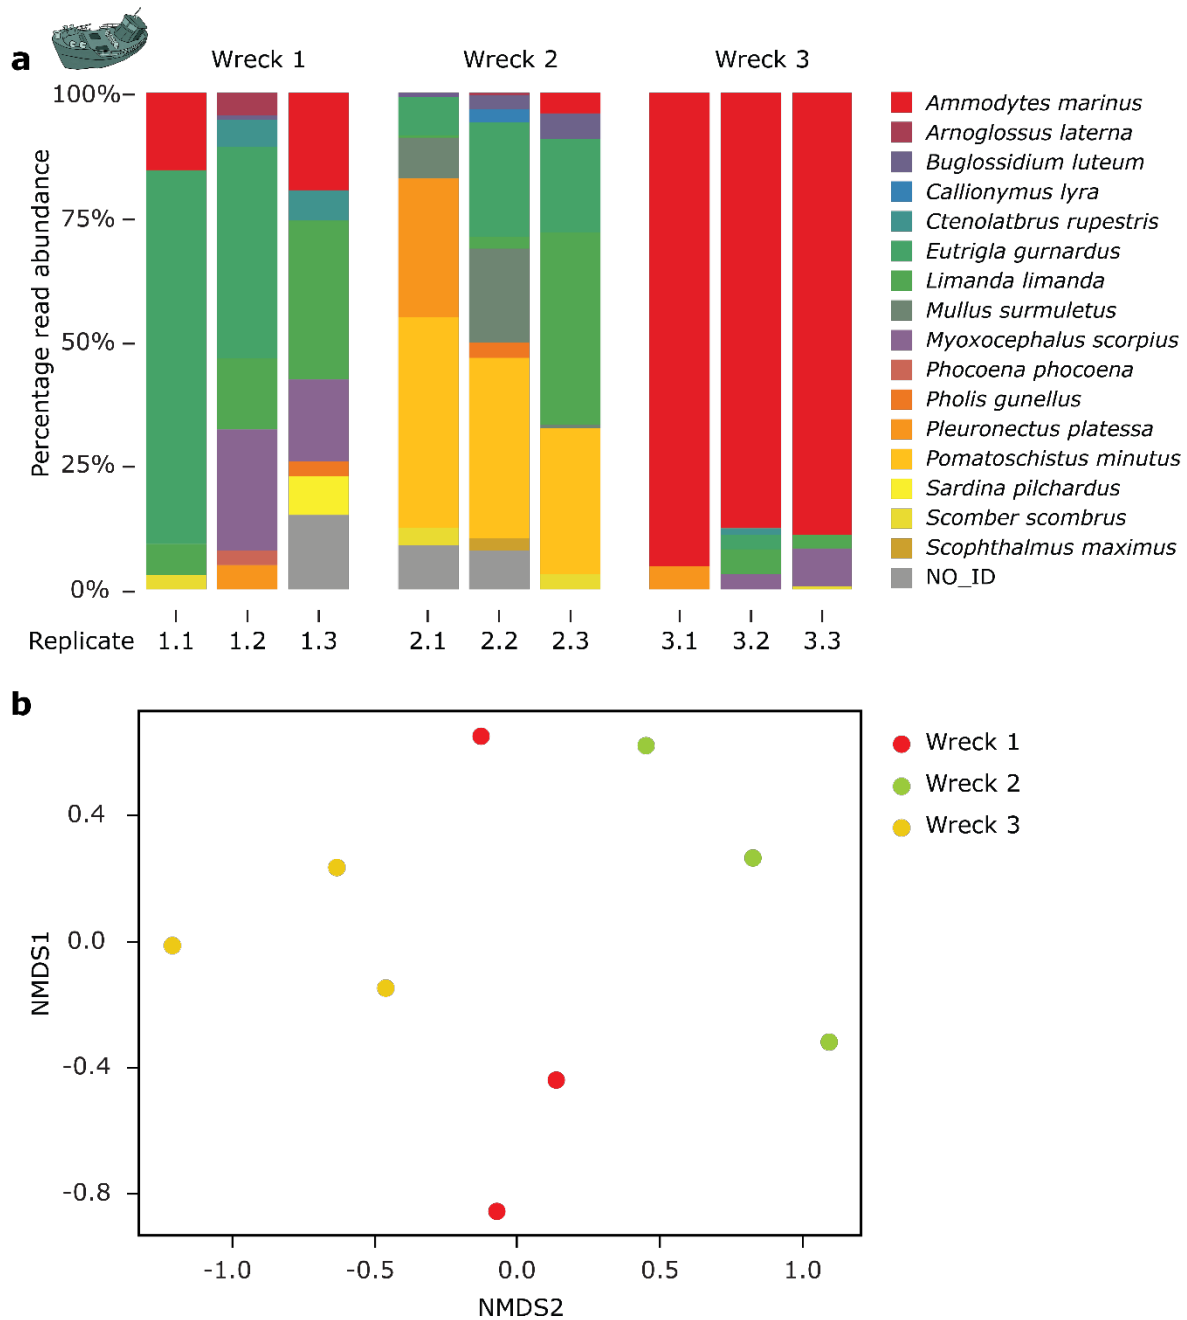 a
Wreck 1 Wreck 2 Wreck 3
Percentage read abundance
100%
75%
50%
25%
0%
Replicate 1.1 1.2 1.3 2.1 2.2 2.3 3.1 3.2 3.3
Ammodytes marinus
Arnoglossus laterna
Buglossidium luteum
Callionymus lyra
Ctenolatbrus rupestris
Eutrigla gurnardus
Limanda limanda
Mullus surmuletus
Myoxocephalus scorpius
Phocoena phocoena
Pholis gunellus
Pleuronectus platessa
Pomatoschistus minutus
Sardina pilchardus
Scomber scombrus
Scophthalmus maximus
NO_ID
b
NMDS1
0.4
0.0
-0.4
-0.8
-1.0 -0.5 0.0 0.5 1.0
NMDS2
Wreck 1
Wreck 2
Wreck 3